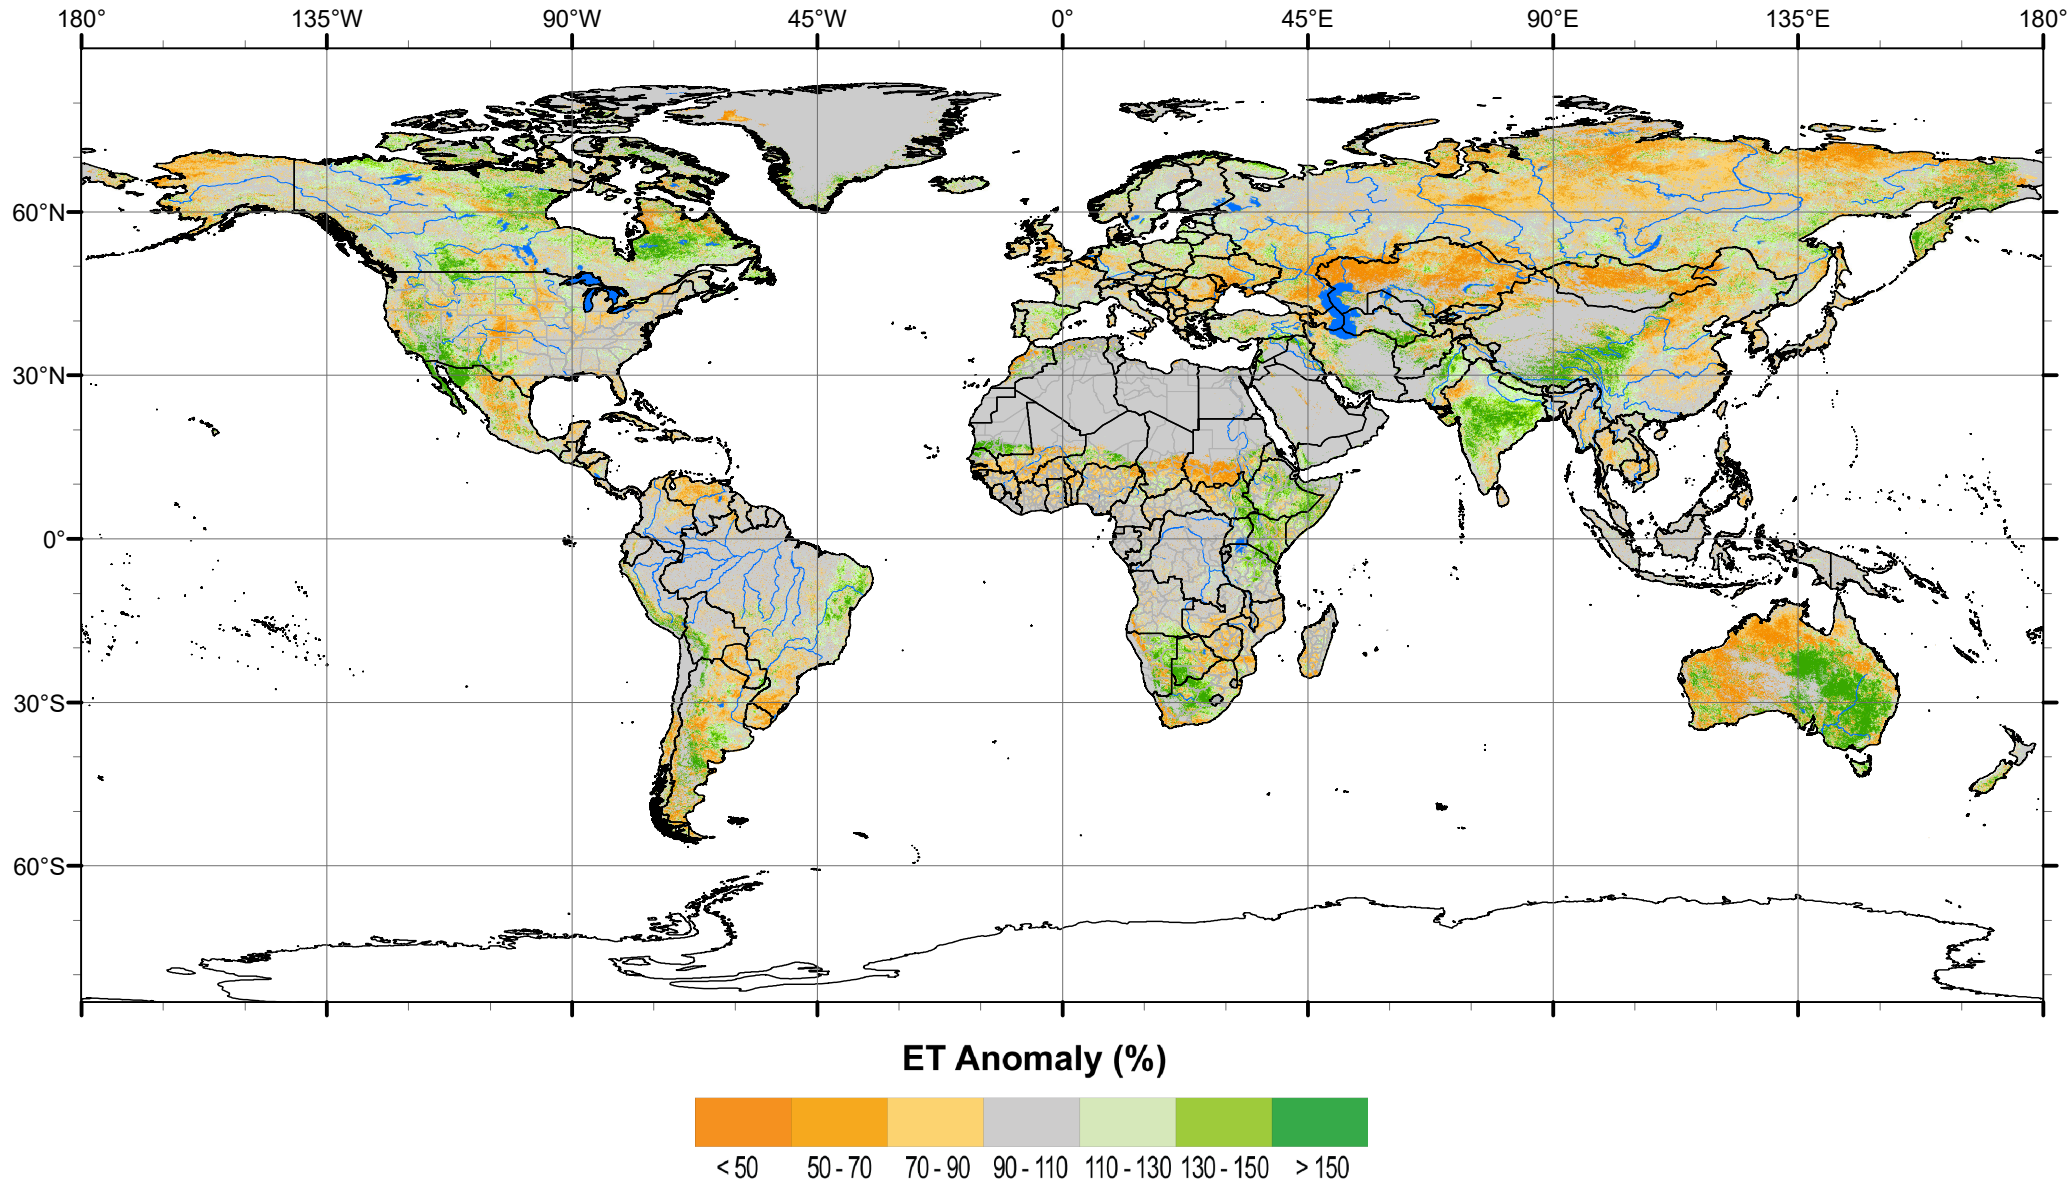 180° 135°W 90°W 45°W 0° 45°E 90°E 135°E 180°
60°N
30°N
0°
30°S
60°S
ET Anomaly (%)
< 50 50 - 70 70 - 90 90 - 110 110 - 130 130 - 150 > 150